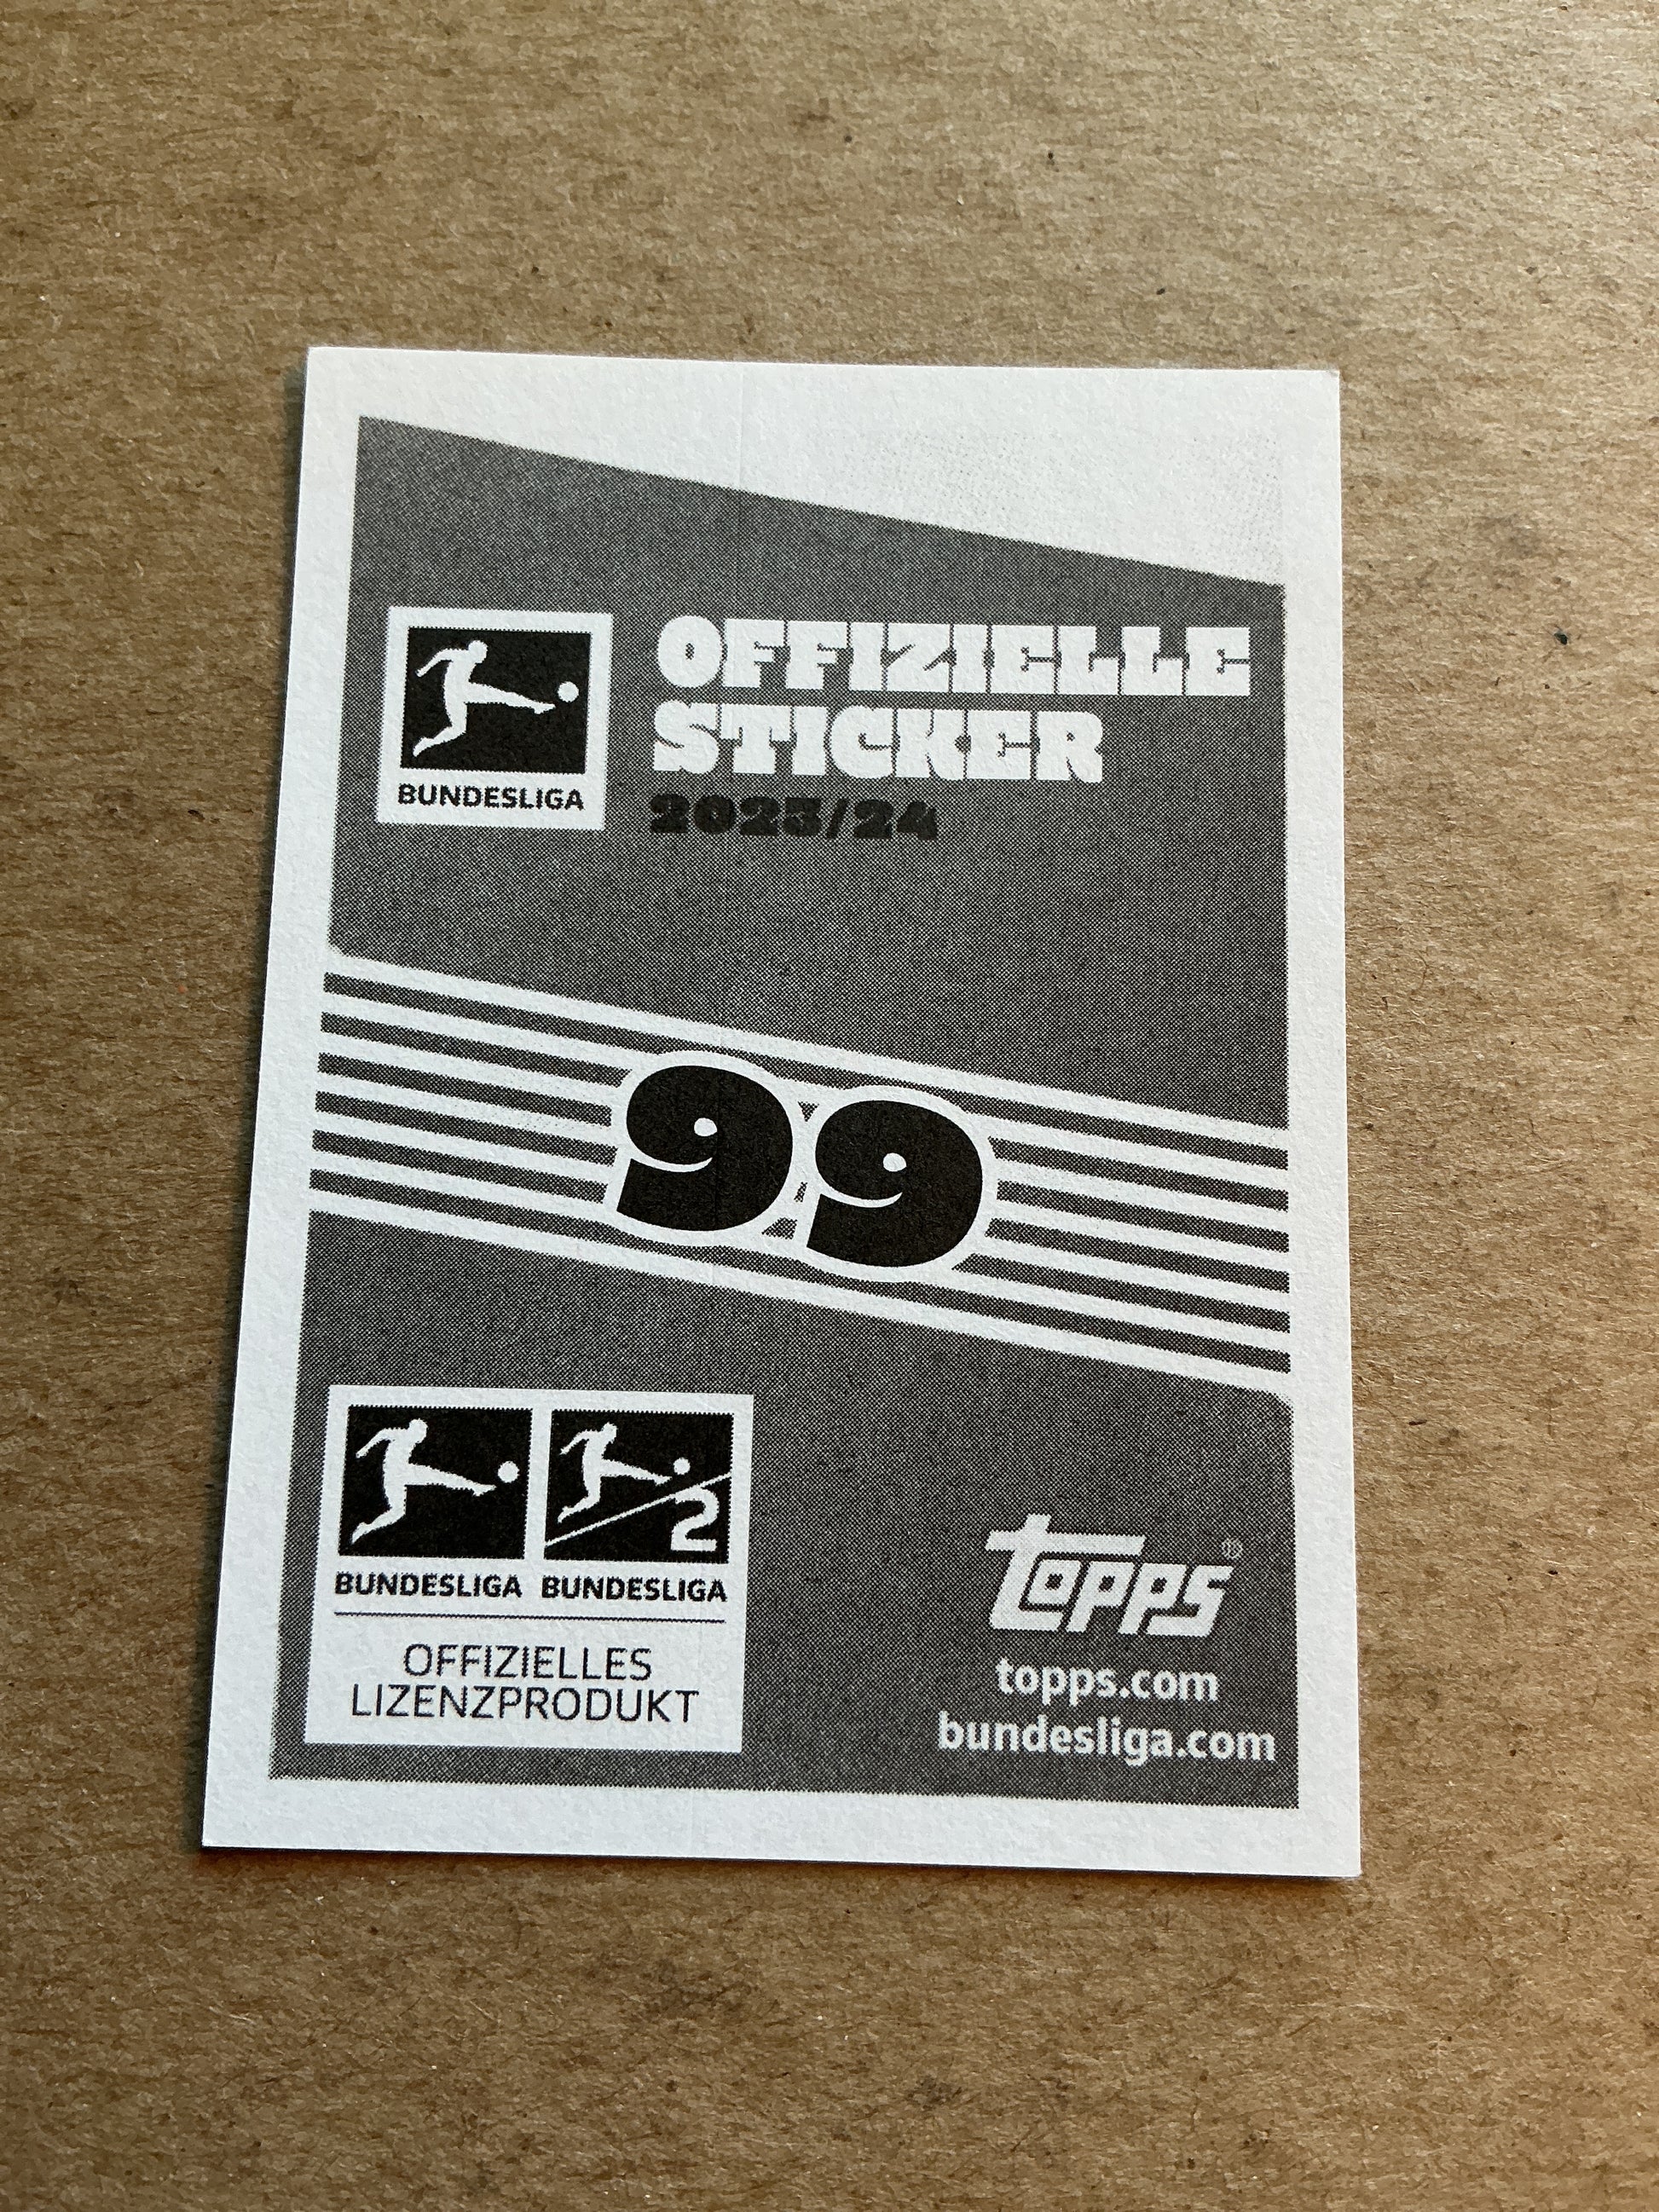 BUNDESLIGA
OFFIZIELLE
STICKER
2023/24
99
2
BUNDESLIGA BUNDESLIGA
OFFIZIELLES
LIZENZPRODUKT
topps®
topps.com
bundesliga.com